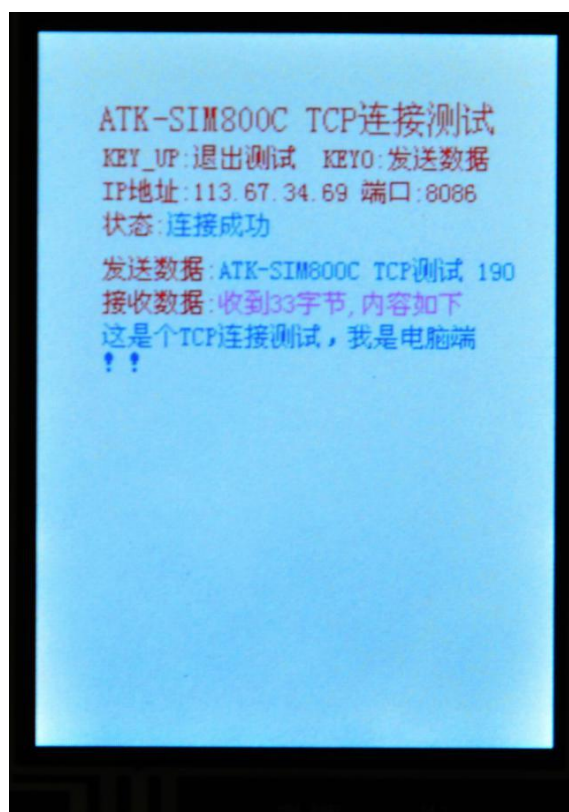 ATK-SIM800C TCP连接测试
KEY_UP:退出测试 KEY0:发送数据
IP地址:113.67.34.69 端口:8086
状态:连接成功
发送数据:ATK-SIM800C TCP测试 190
接收数据:收到33字节,内容如下
这是个TCP连接测试，我是电脑端
！！